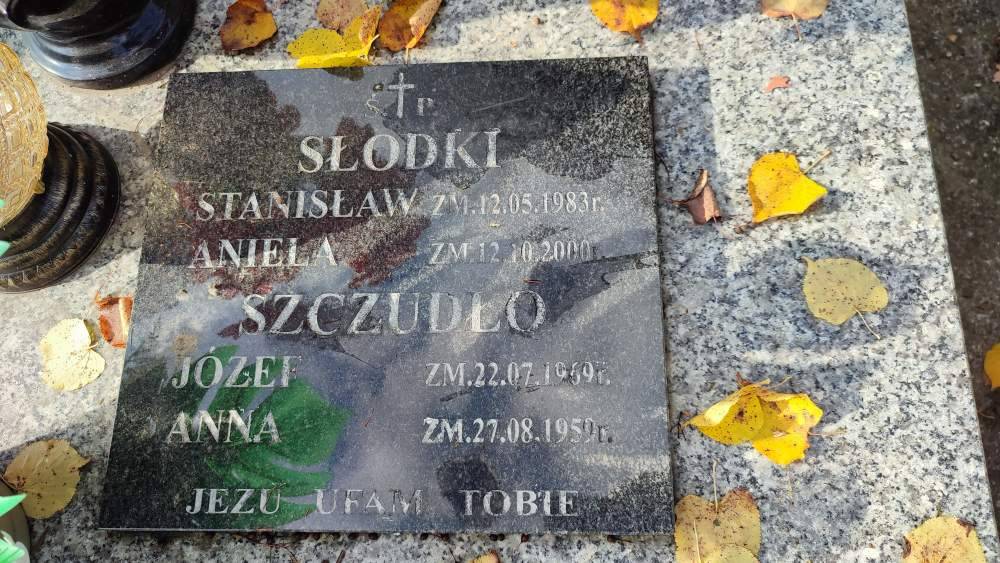 Ś†P
SŁODKI
STANISŁAW ZM.12.05.1983r.
ANIELA ZM.12.10.2000r.
SZCZUDŁO
JÓZEF ZM.22.07.1969r.
ANNA ZM.27.08.1959r.
JEZU UFAM TOBIE